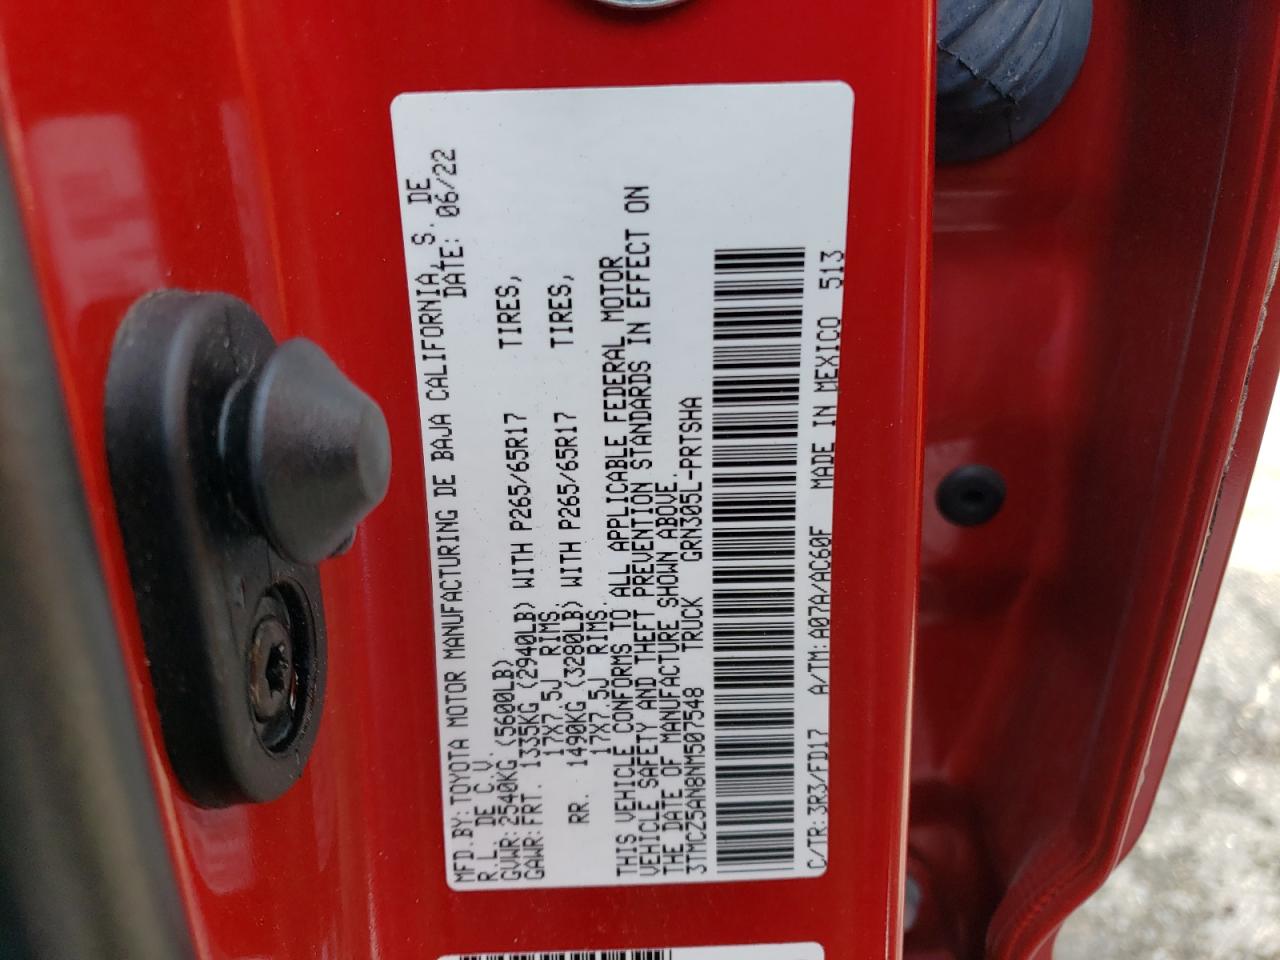 MFD.BY:TOYOTA MOTOR MANUFACTURING DE BAJA CALIFORNIA, S. DE
R.L. DE C.V. DATE: 06/22
GVWR:2540KG (5600LB)
GAWR:FRT. 1335KG (2940LB) WITH P265/65R17 TIRES,
17X7.5J RIMS.
RR. 1490KG (3280LB) WITH P265/65R17 TIRES,
17X7.5J RIMS.
THIS VEHICLE CONFORMS TO ALL APPLICABLE FEDERAL MOTOR
VEHICLE SAFETY AND THEFT PREVENTION STANDARDS IN EFFECT ON
THE DATE OF MANUFACTURE SHOWN ABOVE.
3TMCZ5AN8NM507548 TRUCK GRN305L-PRTSHA
C/TR:3R3/FD17 A/TM:A07A/AC60F MADE IN MEXICO 513